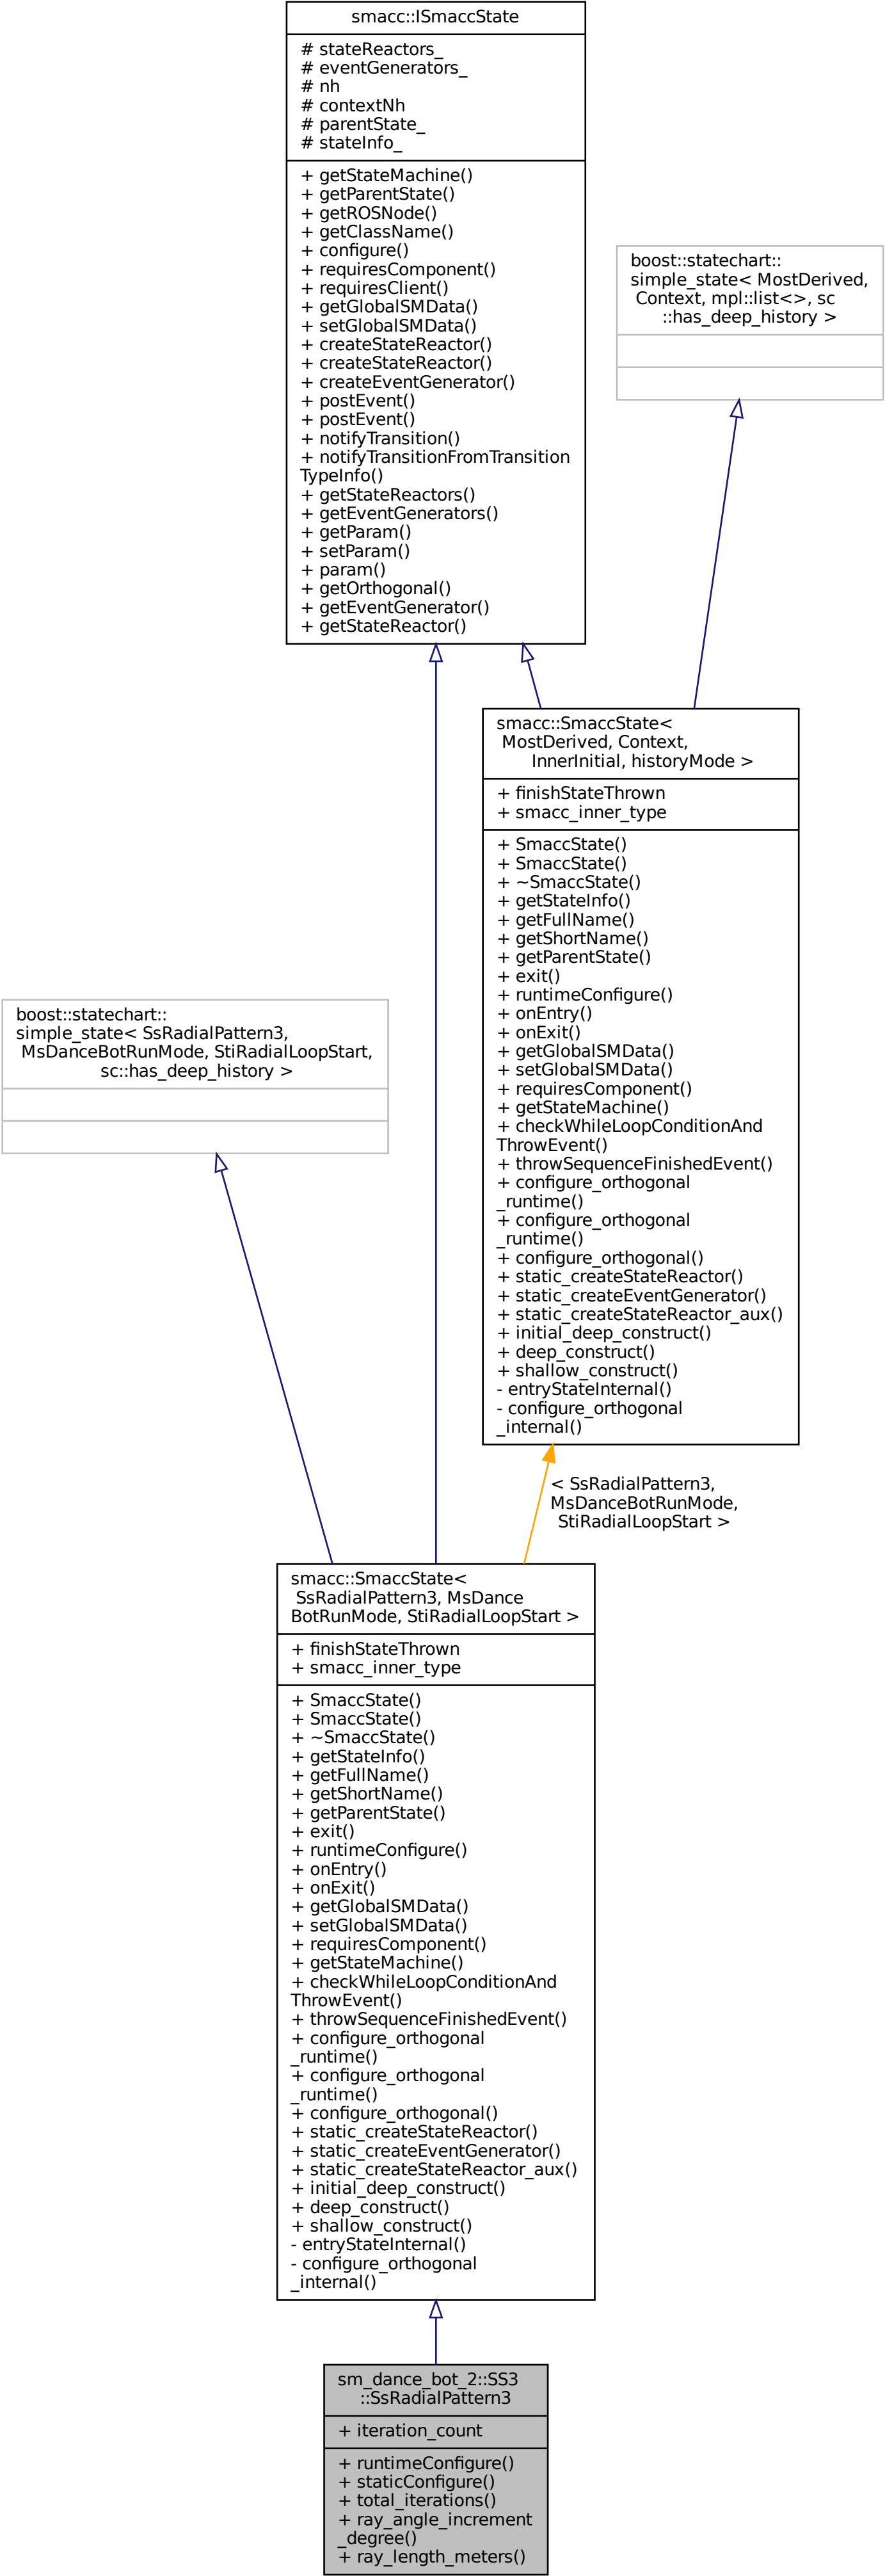 smacc::ISmaccState
# stateReactors_
# eventGenerators_
# nh
# contextNh
# parentState_
# stateInfo_
+ getStateMachine()
+ getParentState()
+ getROSNode()
+ getClassName()
+ configure()
+ requiresComponent()
+ requiresClient()
+ getGlobalSMData()
+ setGlobalSMData()
+ createStateReactor()
+ createStateReactor()
+ createEventGenerator()
+ postEvent()
+ postEvent()
+ notifyTransition()
+ notifyTransitionFromTransition
TypeInfo()
+ getStateReactors()
+ getEventGenerators()
+ getParam()
+ setParam()
+ param()
+ getOrthogonal()
+ getEventGenerator()
+ getStateReactor()
boost::statechart::
simple_state< MostDerived,
Context, mpl::list<>, sc
::has_deep_history >
smacc::SmaccState<
MostDerived, Context,
InnerInitial, historyMode >
+ finishStateThrown
+ smacc_inner_type
+ SmaccState()
+ SmaccState()
+ ~SmaccState()
+ getStateInfo()
+ getFullName()
+ getShortName()
+ getParentState()
+ exit()
+ runtimeConfigure()
+ onEntry()
+ onExit()
+ getGlobalSMData()
+ setGlobalSMData()
+ requiresComponent()
+ getStateMachine()
+ checkWhileLoopConditionAnd
ThrowEvent()
+ throwSequenceFinishedEvent()
+ configure_orthogonal
_runtime()
+ configure_orthogonal
_runtime()
+ configure_orthogonal()
+ static_createStateReactor()
+ static_createEventGenerator()
+ static_createStateReactor_aux()
+ initial_deep_construct()
+ deep_construct()
+ shallow_construct()
- entryStateInternal()
- configure_orthogonal
_internal()
boost::statechart::
simple_state< SsRadialPattern3,
MsDanceBotRunMode, StiRadialLoopStart,
sc::has_deep_history >
< SsRadialPattern3,
MsDanceBotRunMode,
StiRadialLoopStart >
smacc::SmaccState<
SsRadialPattern3, MsDance
BotRunMode, StiRadialLoopStart >
+ finishStateThrown
+ smacc_inner_type
+ SmaccState()
+ SmaccState()
+ ~SmaccState()
+ getStateInfo()
+ getFullName()
+ getShortName()
+ getParentState()
+ exit()
+ runtimeConfigure()
+ onEntry()
+ onExit()
+ getGlobalSMData()
+ setGlobalSMData()
+ requiresComponent()
+ getStateMachine()
+ checkWhileLoopConditionAnd
ThrowEvent()
+ throwSequenceFinishedEvent()
+ configure_orthogonal
_runtime()
+ configure_orthogonal
_runtime()
+ configure_orthogonal()
+ static_createStateReactor()
+ static_createEventGenerator()
+ static_createStateReactor_aux()
+ initial_deep_construct()
+ deep_construct()
+ shallow_construct()
- entryStateInternal()
- configure_orthogonal
_internal()
sm_dance_bot_2::SS3
::SsRadialPattern3
+ iteration_count
+ runtimeConfigure()
+ staticConfigure()
+ total_iterations()
+ ray_angle_increment
_degree()
+ ray_length_meters()